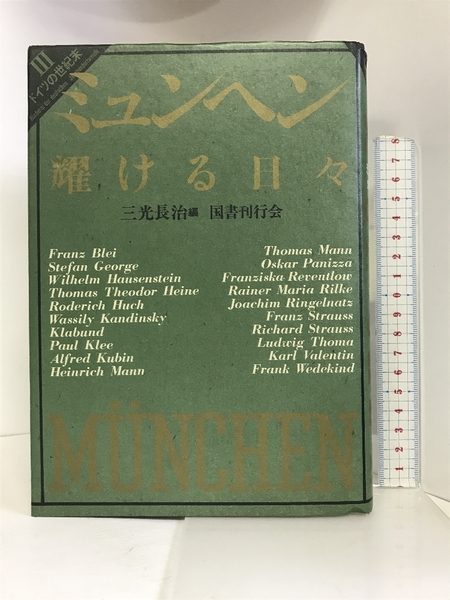 III
ドイツの世紀末
ミュンヘン
耀ける日々
三光長治編 国書刊行会
Franz Blei
Stefan George
Wilhelm Hausenstein
Thomas Theodor Heine
Roderich Huch
Wassily Kandinsky
Klabund
Paul Klee
Alfred Kubin
Heinrich Mann
Thomas Mann
Oskar Panizza
Franziska Reventlow
Rainer Maria Rilke
Joachim Ringelnatz
Franz Strauss
Richard Strauss
Ludwig Thoma
Karl Valentin
Frank Wedekind
MÜNCHEN